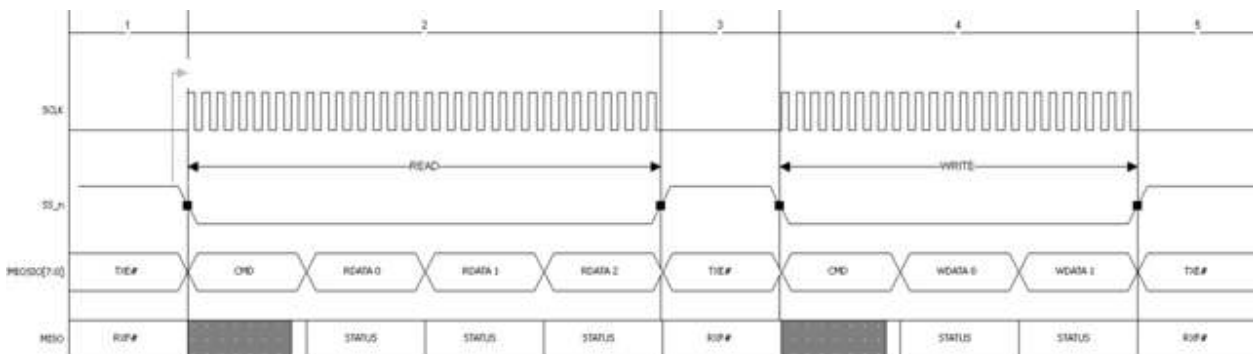 1 2 3 4 5
SCLK
READ WRITE
SS_n
MIOSIO[7:0] TXE# CMD RDATA 0 RDATA 1 RDATA 2 TXE# CMD WDATA 0 WDATA 1 TXE#
MISO RXF# STATUS STATUS STATUS RXF# STATUS STATUS RXF#